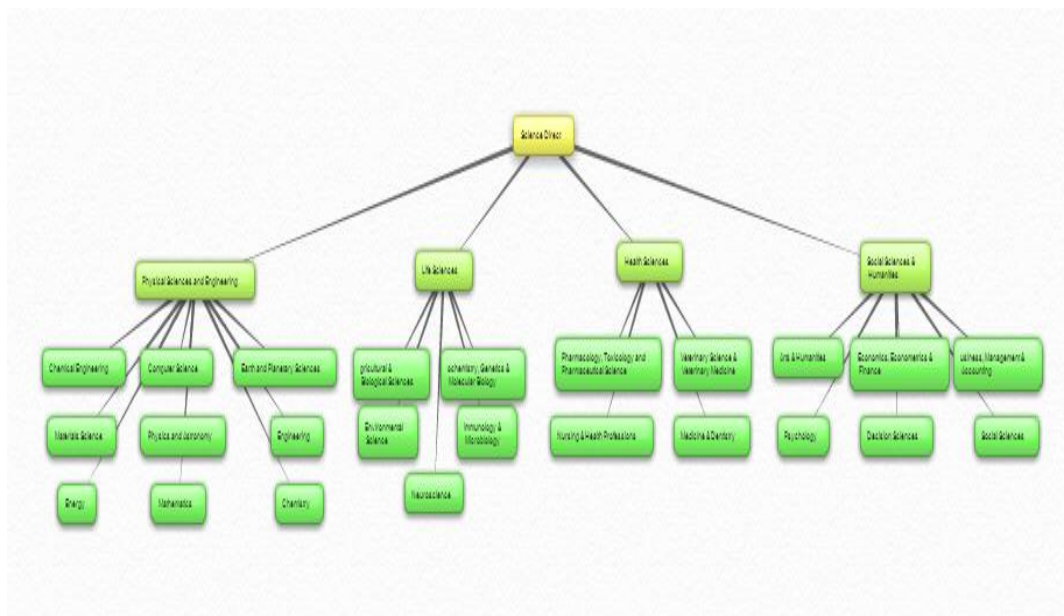 Science Direct
Physical Sciences and Engineering
Life Sciences
Health Sciences
Social Sciences &
Humanities
Chemical Engineering
Computer Science
Earth and Planetary Sciences
gricultural &
Biological Sciences
ochemistry, Genetics &
Molecular Biology
Pharmacology, Toxicology and
Pharmaceutical Science
Veterinary Science &
Veterinary Medicine
Arts & Humanities
Economics, Econometrics &
Finance
usiness, Management &
Accounting
Materials Science
Physics and Astronomy
Engineering
Environmental
Science
Immunology &
Microbiology
Nursing & Health Professions
Medicine & Dentistry
Psychology
Decision Sciences
Social Sciences
Energy
Mathematics
Chemistry
Neuroscience